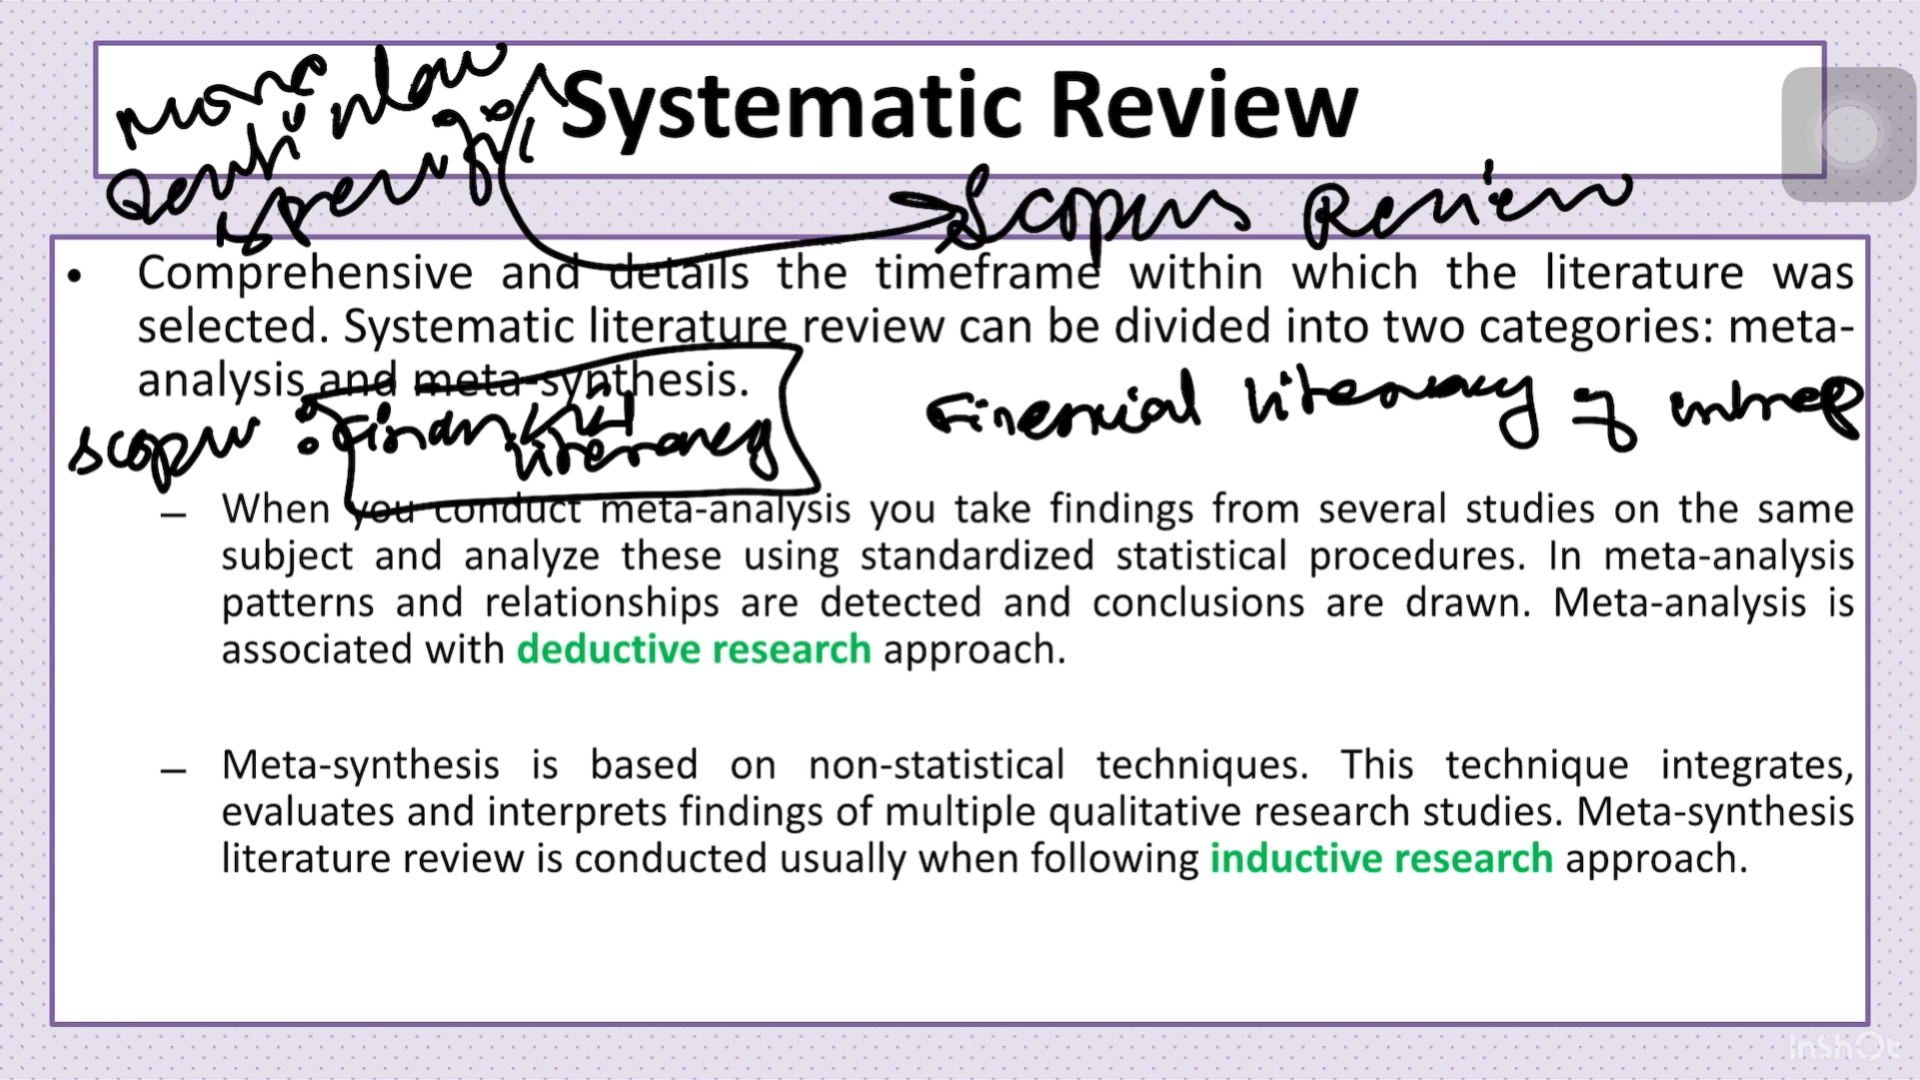 Systematic Review
Scopus Review
• Comprehensive and details the timeframe within which the literature was
selected. Systematic literature review can be divided into two categories: meta-
analysis and meta-synthesis.
Scopus : Financial
literacy
Financial literacy of entrep
– When you conduct meta-analysis you take findings from several studies on the same
subject and analyze these using standardized statistical procedures. In meta-analysis
patterns and relationships are detected and conclusions are drawn. Meta-analysis is
associated with deductive research approach.
– Meta-synthesis is based on non-statistical techniques. This technique integrates,
evaluates and interprets findings of multiple qualitative research studies. Meta-synthesis
literature review is conducted usually when following inductive research approach.
InShOt